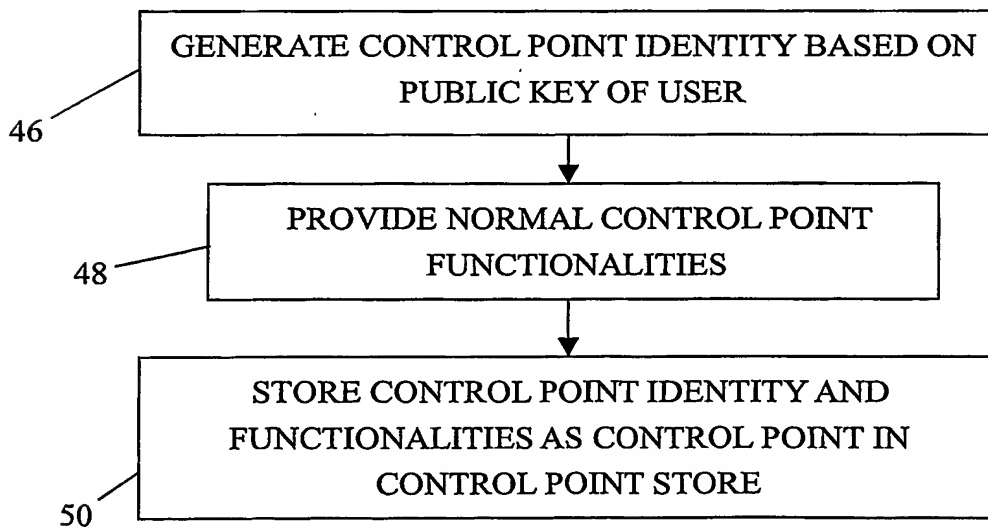 GENERATE CONTROL POINT IDENTITY BASED ON
PUBLIC KEY OF USER
46
PROVIDE NORMAL CONTROL POINT
FUNCTIONALITIES
48
STORE CONTROL POINT IDENTITY AND
FUNCTIONALITIES AS CONTROL POINT IN
CONTROL POINT STORE
50